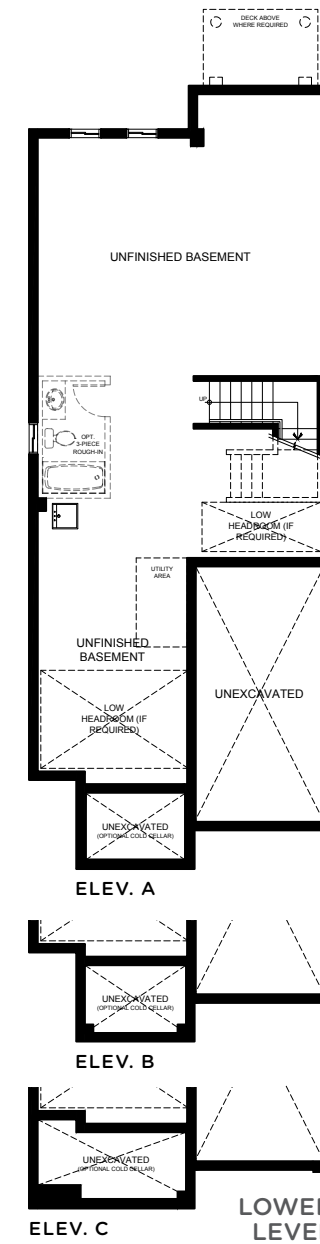 DECK ABOVE
WHERE REQUIRED
UNFINISHED BASEMENT
UP
OPT.
3-PIECE
ROUGH-IN
LOW
HEADROOM (IF
REQUIRED)
UTILITY
AREA
UNFINISHED
BASEMENT
UNEXCAVATED
LOW
HEADROOM (IF
REQUIRED)
UNEXCAVATED
(OPTIONAL COLD CELLAR)
ELEV. A
UNEXCAVATED
(OPTIONAL COLD CELLAR)
ELEV. B
UNEXCAVATED
(OPTIONAL COLD CELLAR)
ELEV. C
LOWER
LEVEL